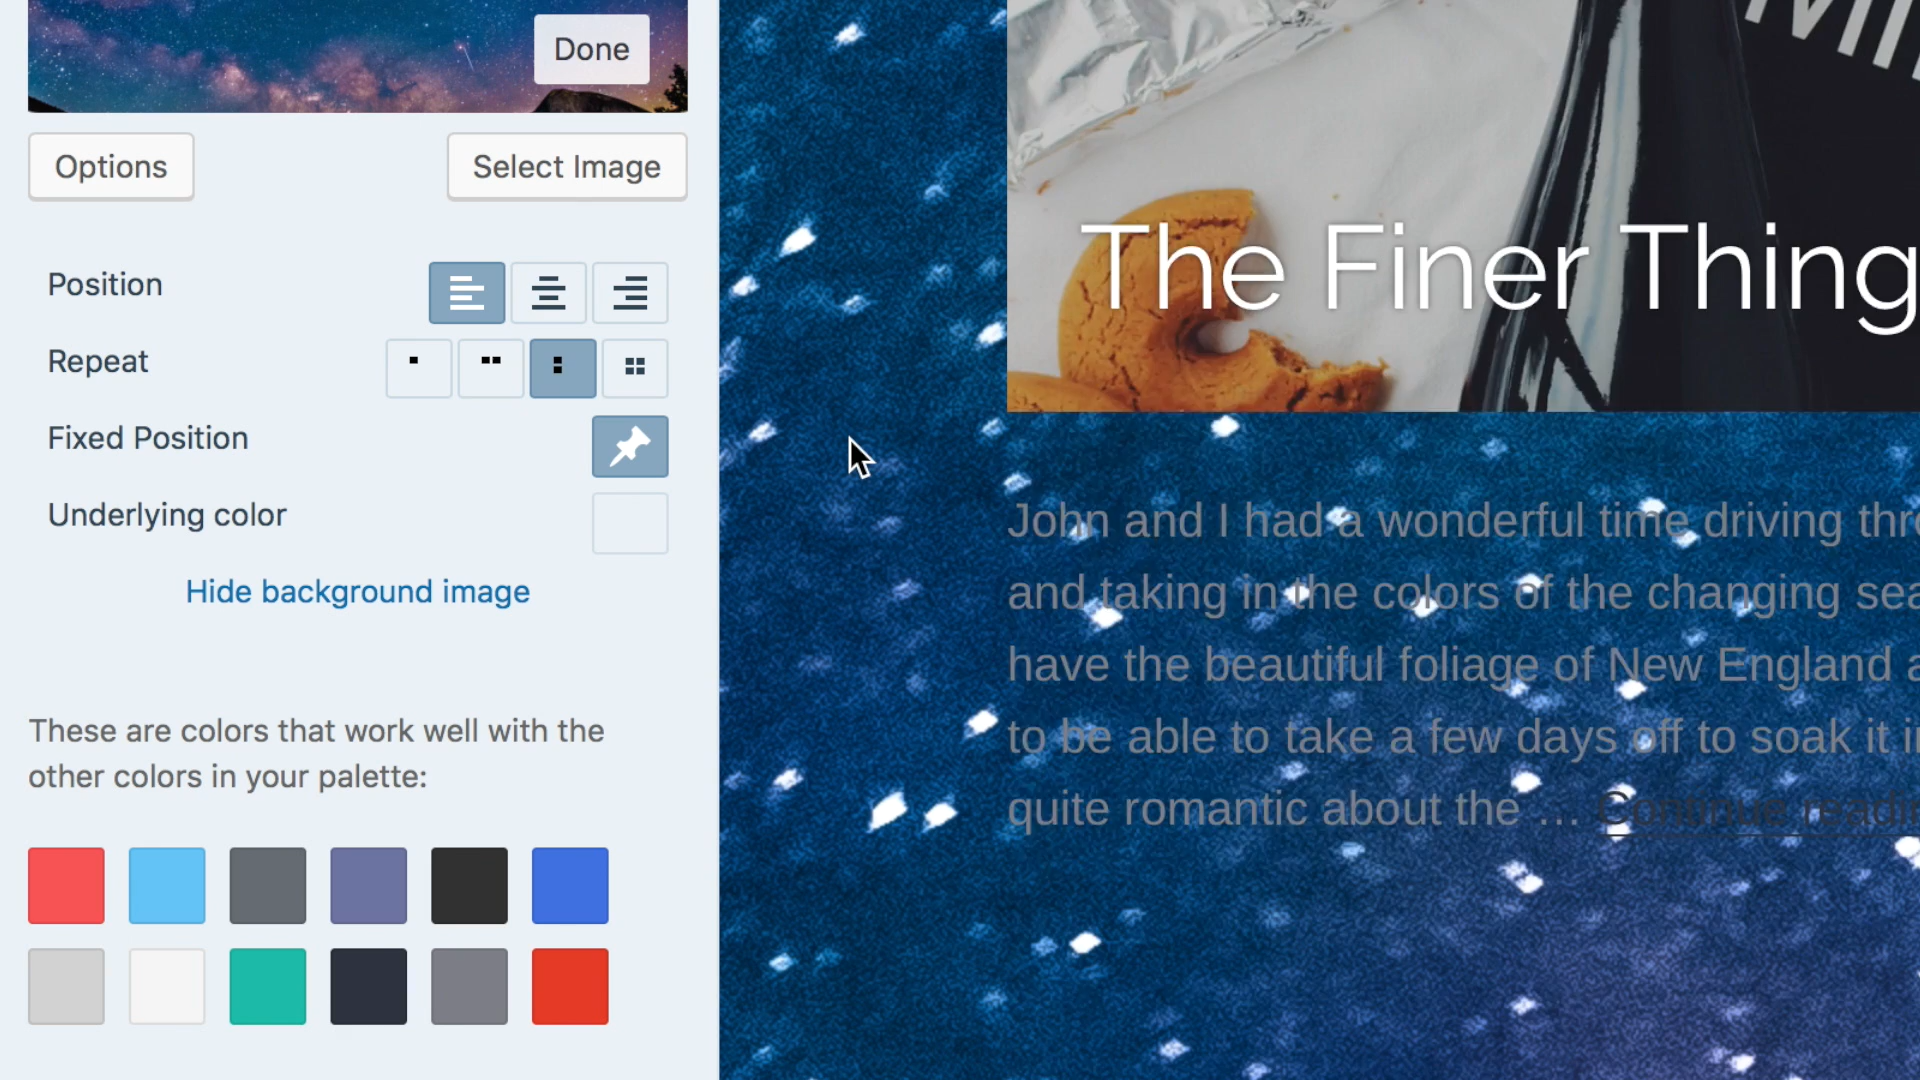 Done
Options
Select Image
Position
Repeat
Fixed Position
Underlying color
Hide background image
These are colors that work well with the
other colors in your palette:
The Finer Thing
John and I had a wonderful time driving thro
and taking in the colors of the changing sea
have the beautiful foliage of New England a
to be able to take a few days off to soak it i
quite romantic about the ... Continue readin